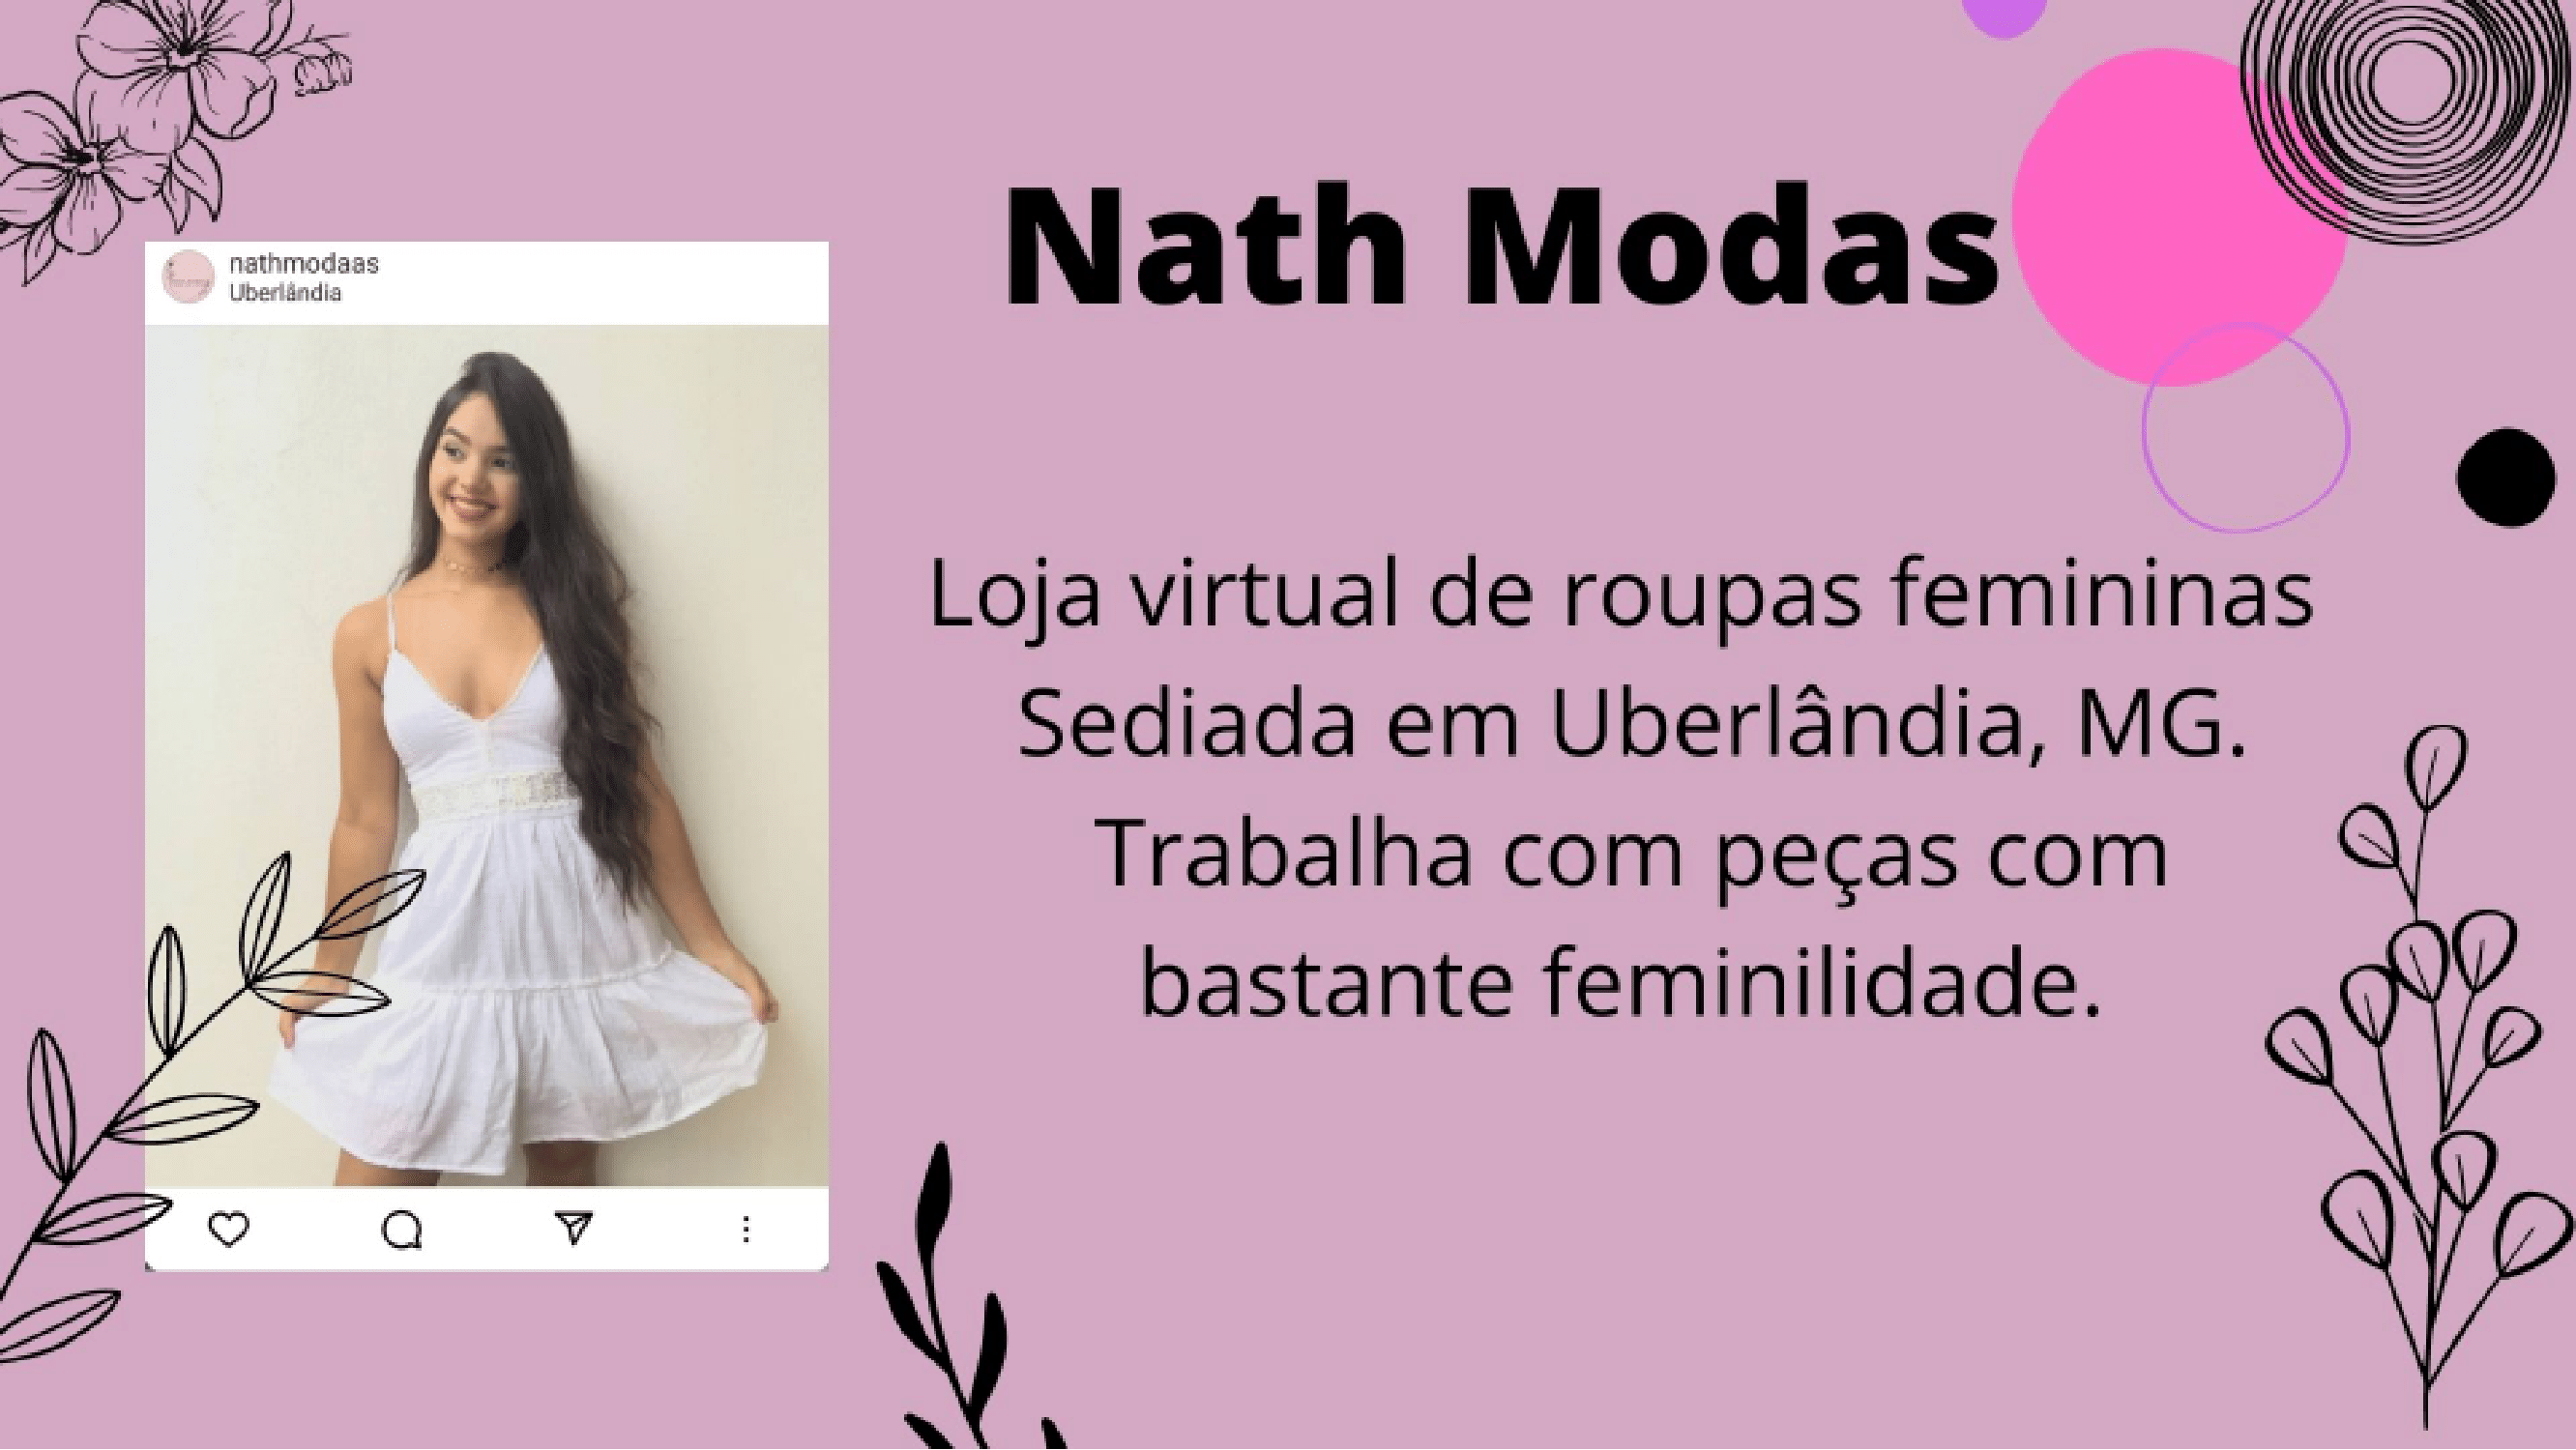 Nath Modas
nathmodaas
Uberlândia
Loja virtual de roupas femininas
Sediada em Uberlândia, MG.
Trabalha com peças com
bastante feminilidade.